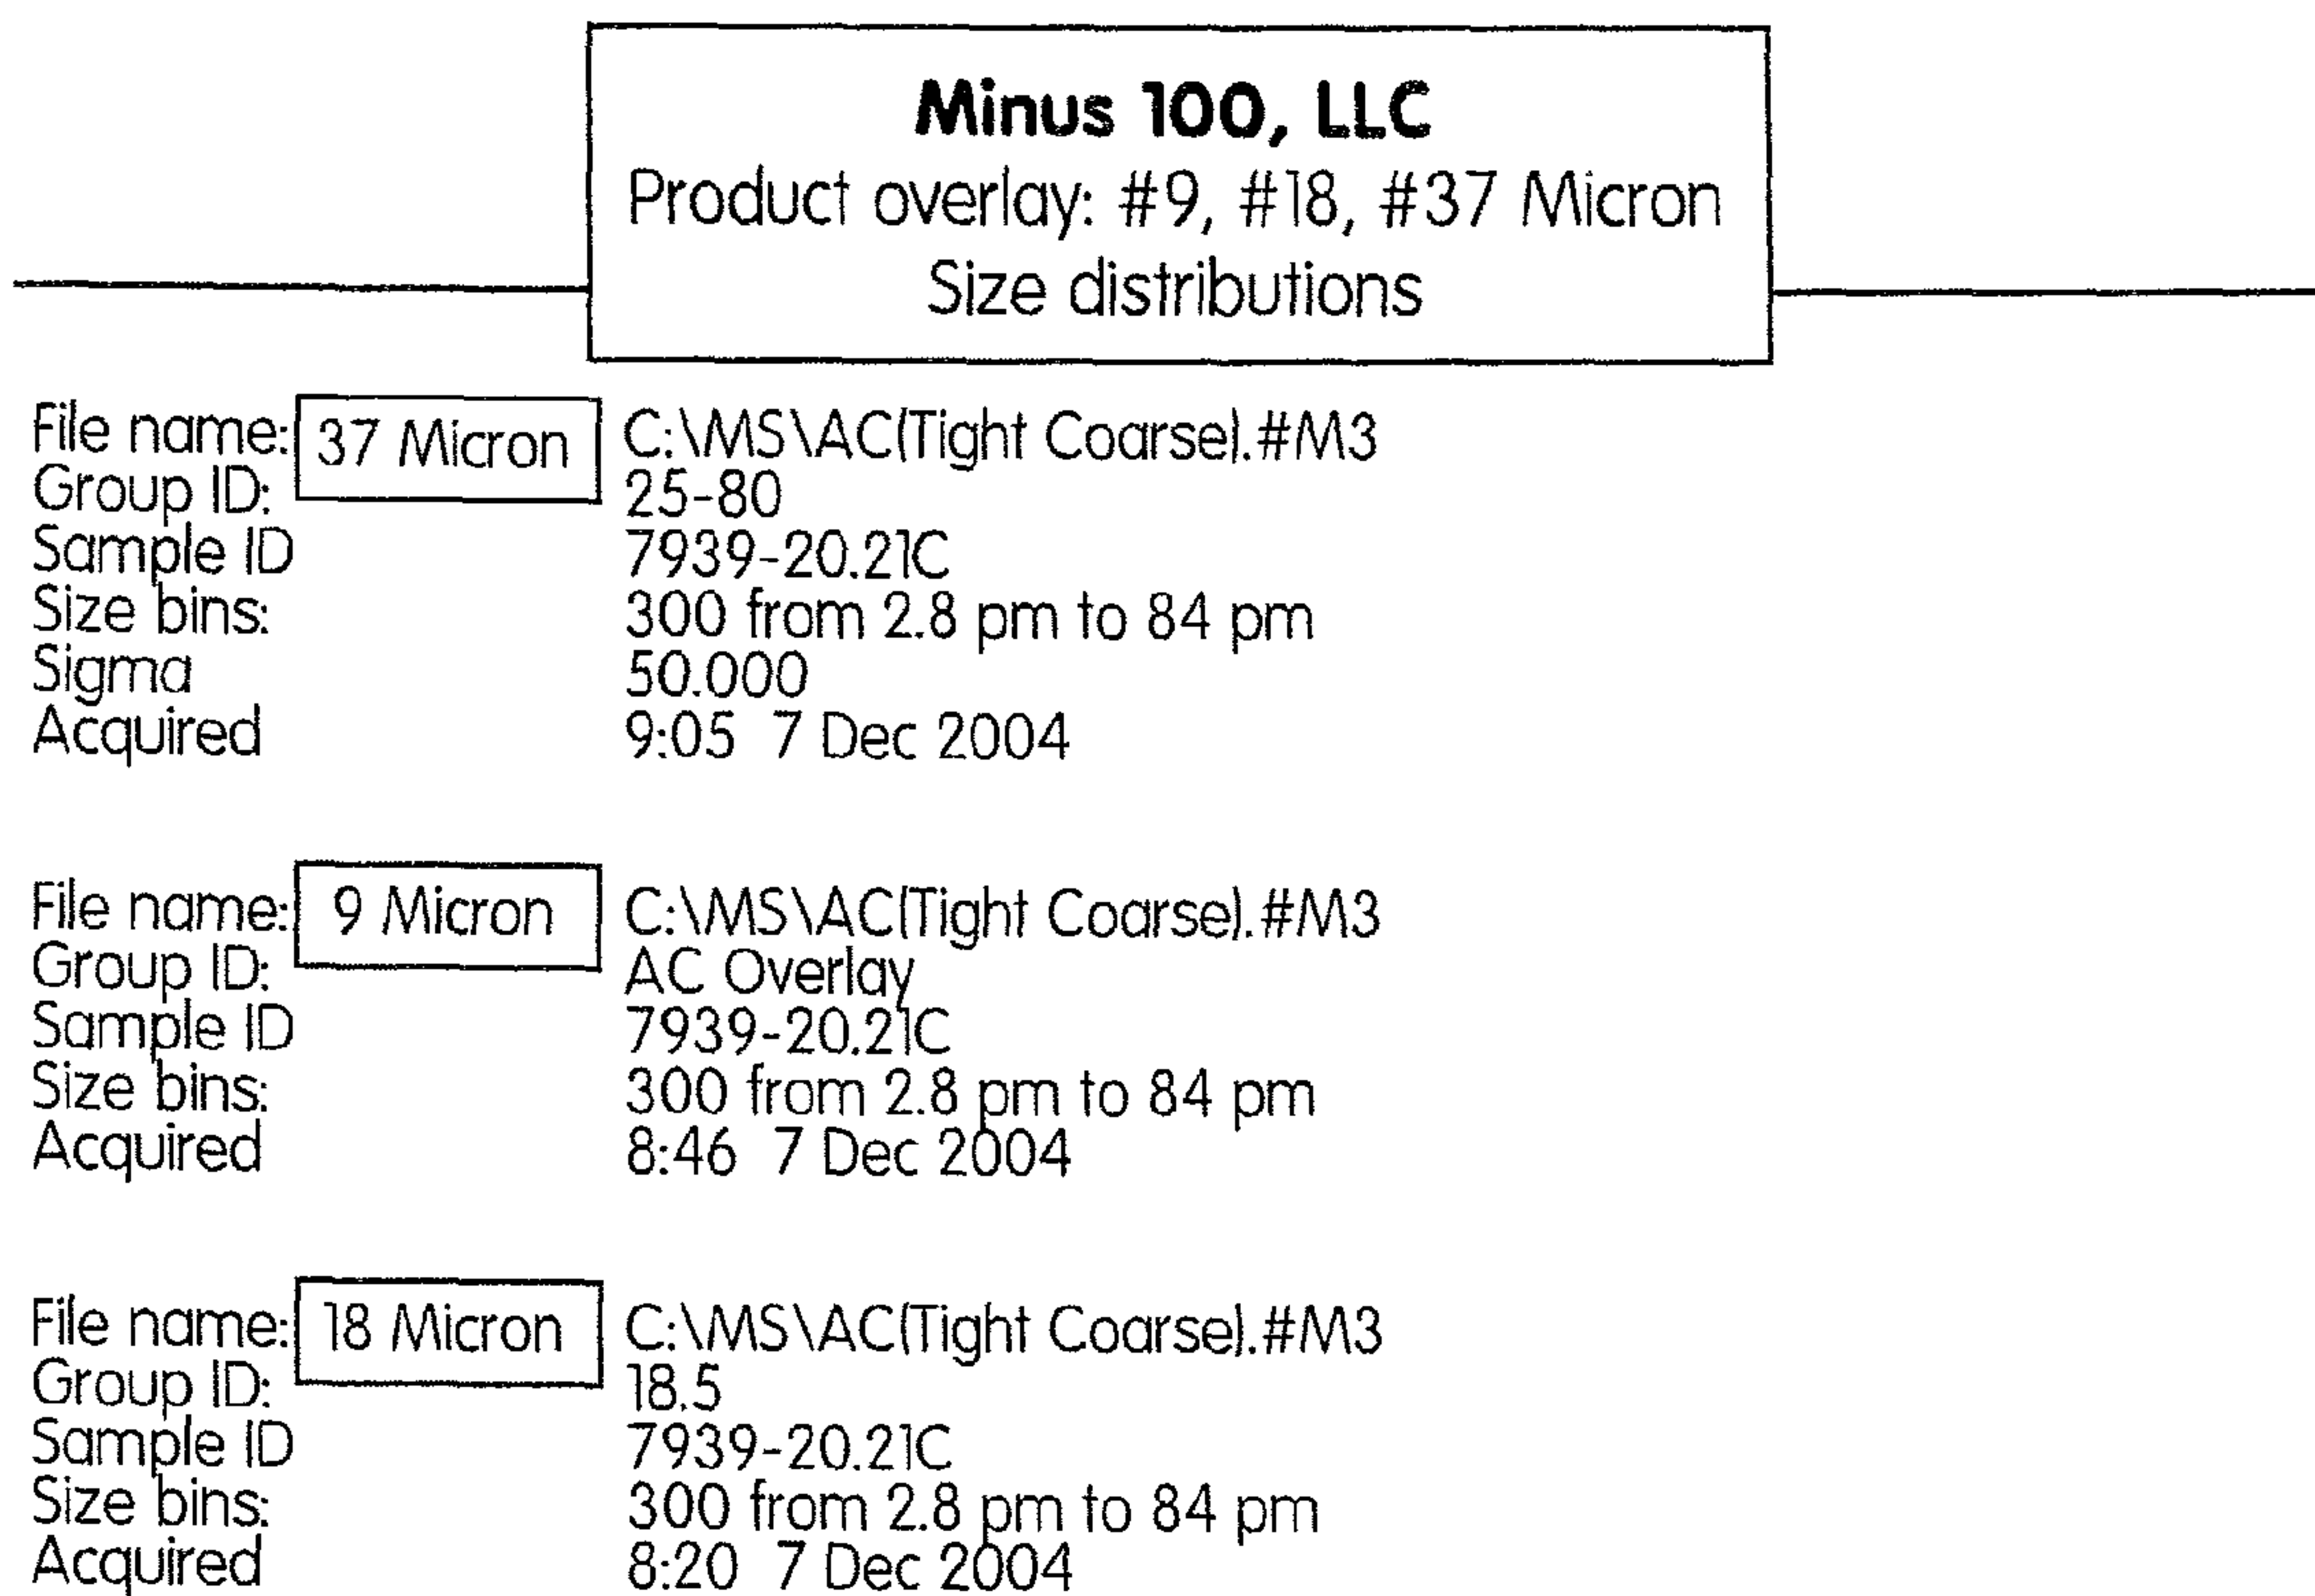 Minus 100, LLC
Product overlay: #9, #18, #37 Micron
Size distributions
File name: 37 Micron C:\MS\AC(Tight Coarse).#M3
Group ID: 25-80
Sample ID 7939-20.21C
Size bins: 300 from 2.8 pm to 84 pm
Sigma 50.000
Acquired 9:05 7 Dec 2004
File name: 9 Micron C:\MS\AC(Tight Coarse).#M3
Group ID: AC Overlay
Sample ID 7939-20.21C
Size bins: 300 from 2.8 pm to 84 pm
Acquired 8:46 7 Dec 2004
File name: 18 Micron C:\MS\AC(Tight Coarse).#M3
Group ID: 18.5
Sample ID 7939-20.21C
Size bins: 300 from 2.8 pm to 84 pm
Acquired 8:20 7 Dec 2004